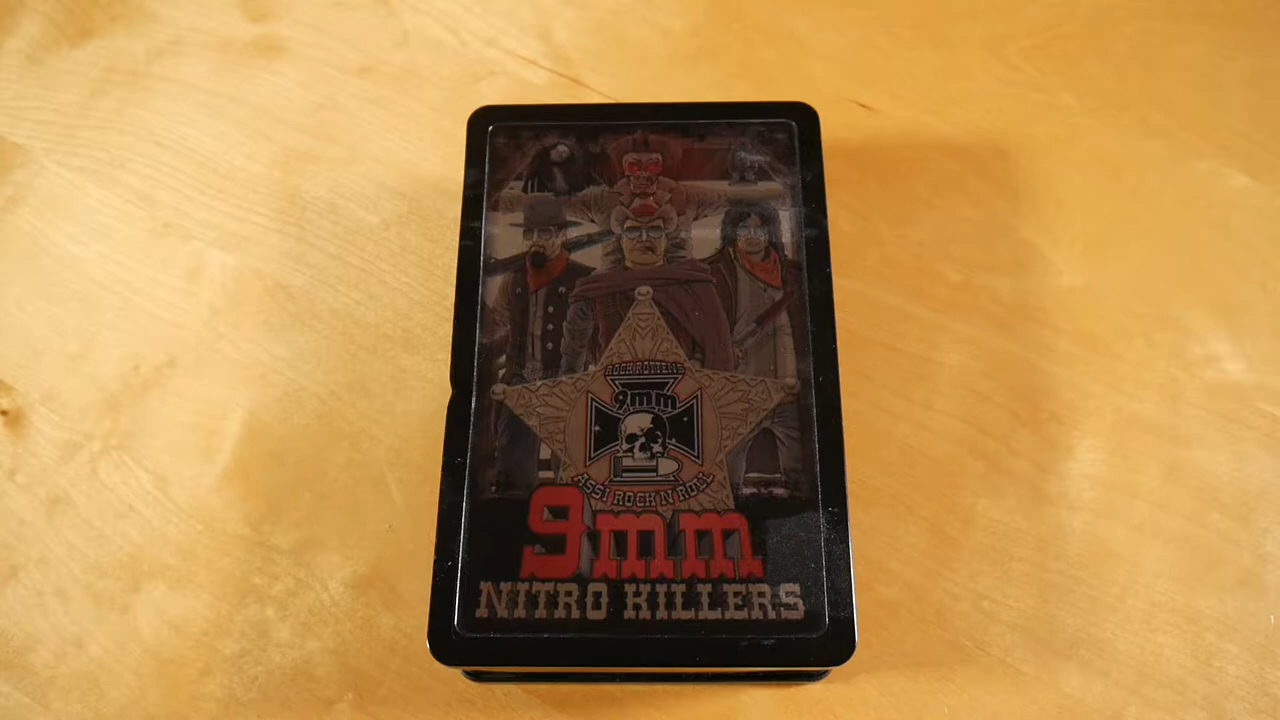 ROCK ROTTENS
9mm
ASSI ROCK N ROLL
9mm
NITRO KILLERS